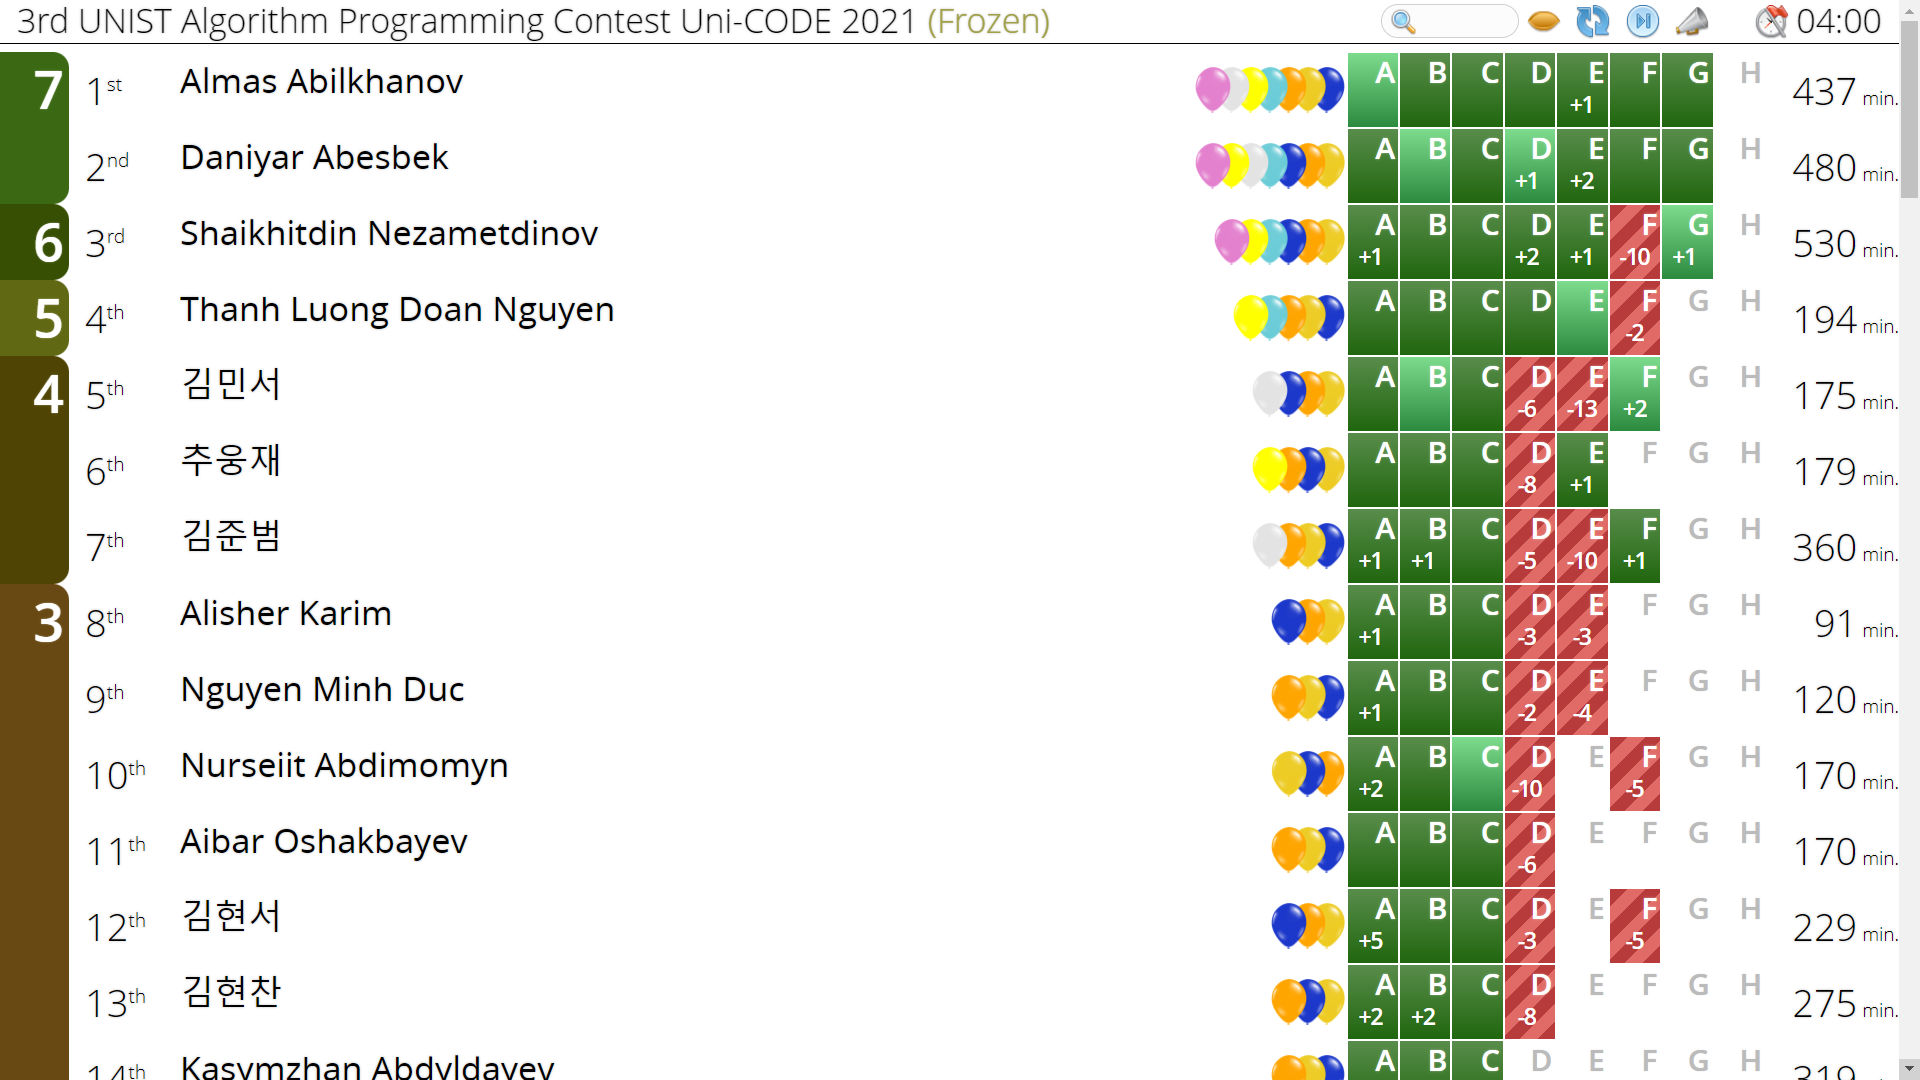 3rd UNIST Algorithm Programming Contest Uni-CODE 2021 (Frozen) 04:00
7 1st Almas Abilkhanov A B C D E +1 F G H 437 min.
2nd Daniyar Abesbek A B C D +1 E +2 F G H 480 min.
6 3rd Shaikhitdin Nezametdinov A +1 B C D +2 E +1 F -10 G +1 H 530 min.
5 4th Thanh Luong Doan Nguyen A B C D E F -2 G H 194 min.
4 5th 김민서 A B C D -6 E -13 F +2 G H 175 min.
6th 추웅재 A B C D -8 E +1 F G H 179 min.
7th 김준범 A +1 B +1 C D -5 E -10 F +1 G H 360 min.
3 8th Alisher Karim A +1 B C D -3 E -3 F G H 91 min.
9th Nguyen Minh Duc A +1 B C D -2 E -4 F G H 120 min.
10th Nurseiit Abdimomyn A +2 B C D -10 E F -5 G H 170 min.
11th Aibar Oshakbayev A B C D -6 E F G H 170 min.
12th 김현서 A +5 B C D -3 E F -5 G H 229 min.
13th 김현찬 A +2 B +2 C D -8 E F G H 275 min.
14th Kasymzhan Abdyldayev A B C D E F G H 319